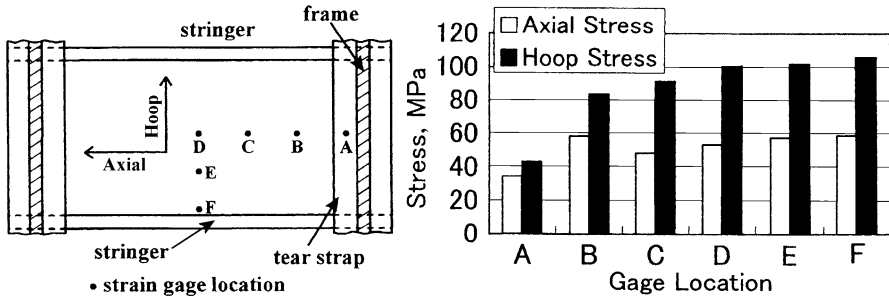 frame
stringer
Hoop
Axial
D C B A
E
F
stringer
tear strap
• strain gage location
Axial Stress
Hoop Stress
Stress, MPa
120
100
80
60
40
20
0
A B C D E F
Gage Location